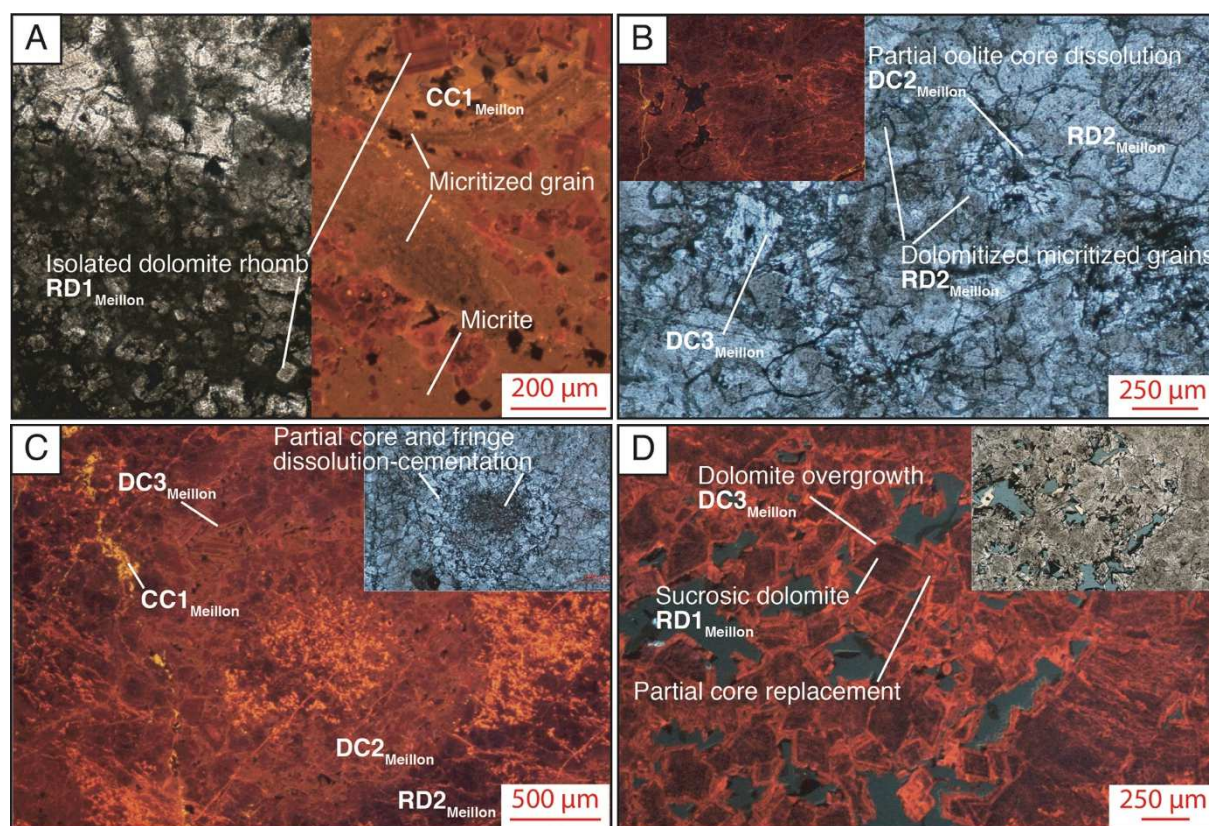 A
CC1Meillon
Micritized grain
Isolated dolomite rhomb
RD1Meillon
Micrite
200 µm
B
Partial oolite core dissolution
DC2Meillon
RD2Meillon
Dolomitized micritized grains
RD2Meillon
DC3Meillon
250 µm
C
Partial core and fringe
dissolution-cementation
DC3Meillon
CC1Meillon
DC2Meillon
RD2Meillon
500 µm
D
Dolomite overgrowth
DC3Meillon
Sucrosic dolomite
RD1Meillon
Partial core replacement
250 µm